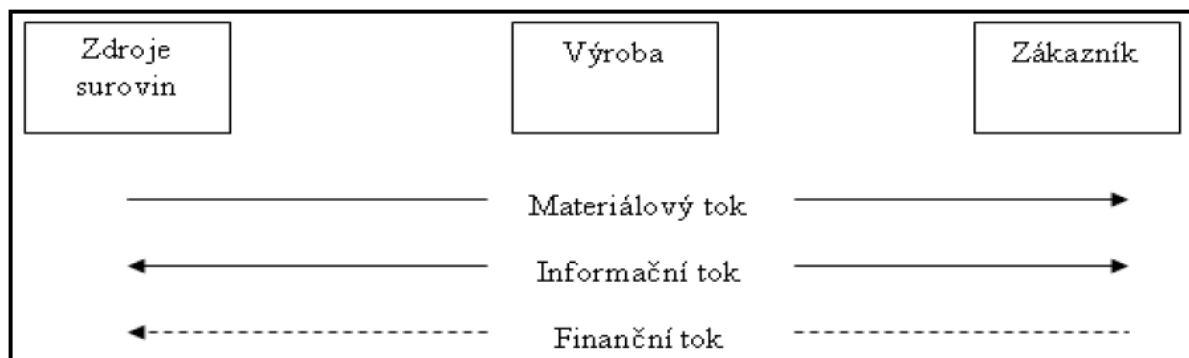 Zdroje
surovin
Výroba
Zákazník
Materiálový tok
Informační tok
Finanční tok